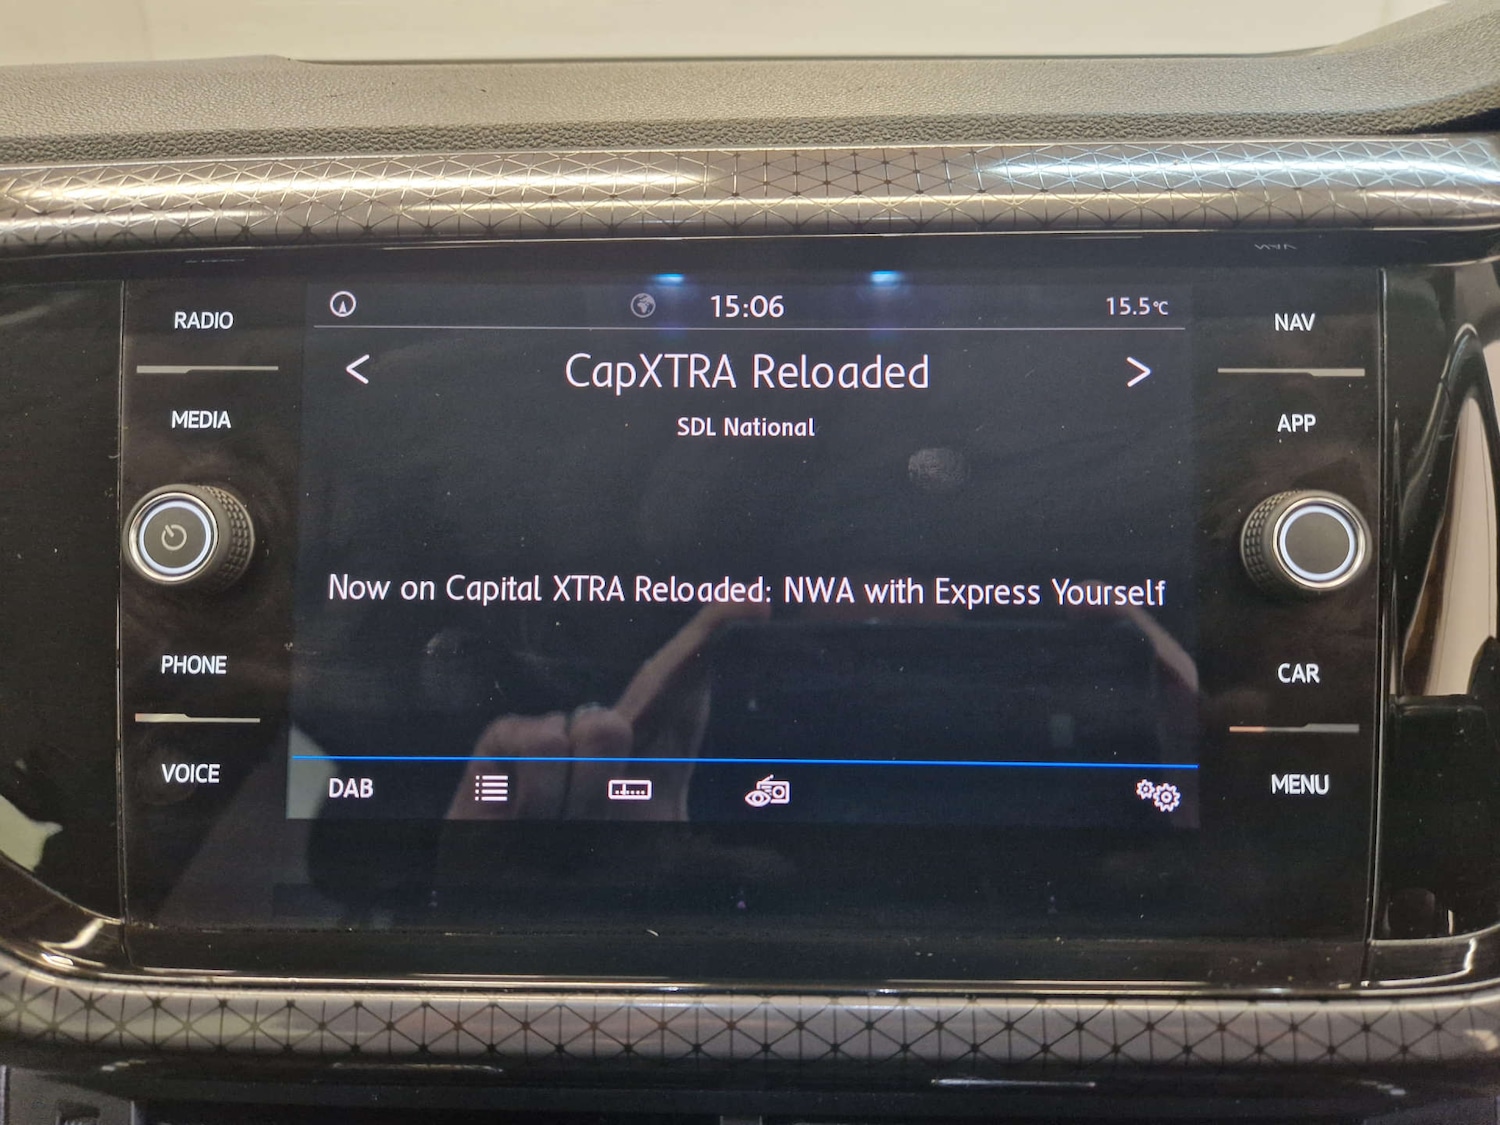 RADIO
MEDIA
PHONE
VOICE
15:06
15.5°C
< CapXTRA Reloaded >
SDL National
Now on Capital XTRA Reloaded: NWA with Express Yourself
DAB
NAV
APP
CAR
MENU